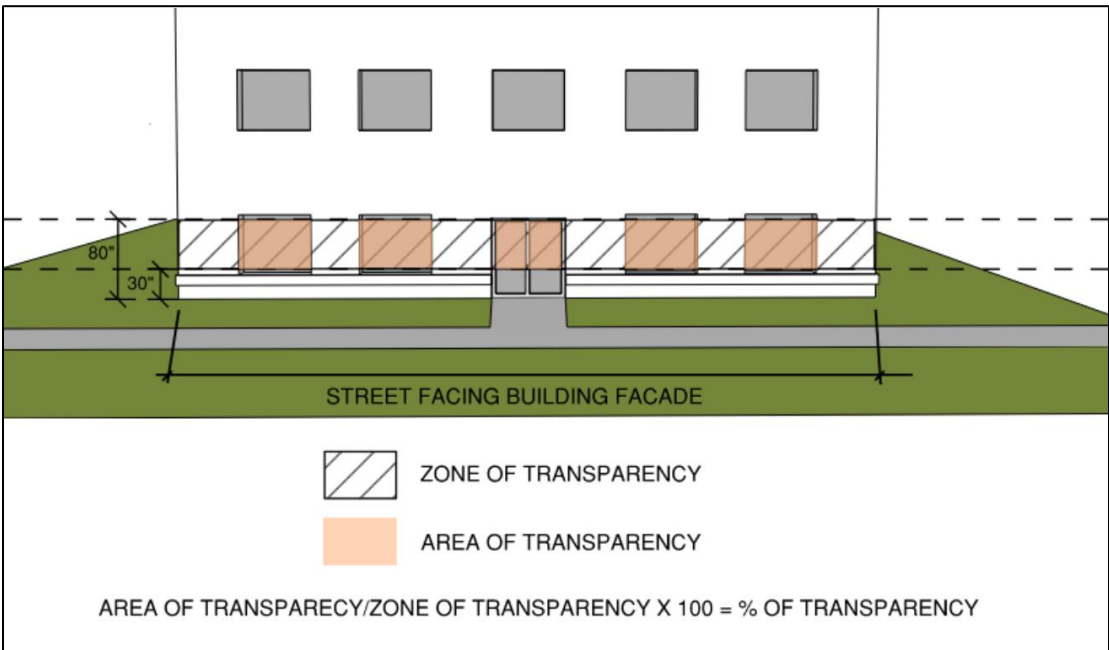 80"
30"
STREET FACING BUILDING FACADE
ZONE OF TRANSPARENCY
AREA OF TRANSPARENCY
AREA OF TRANSPARECY/ZONE OF TRANSPARENCY X 100 = % OF TRANSPARENCY